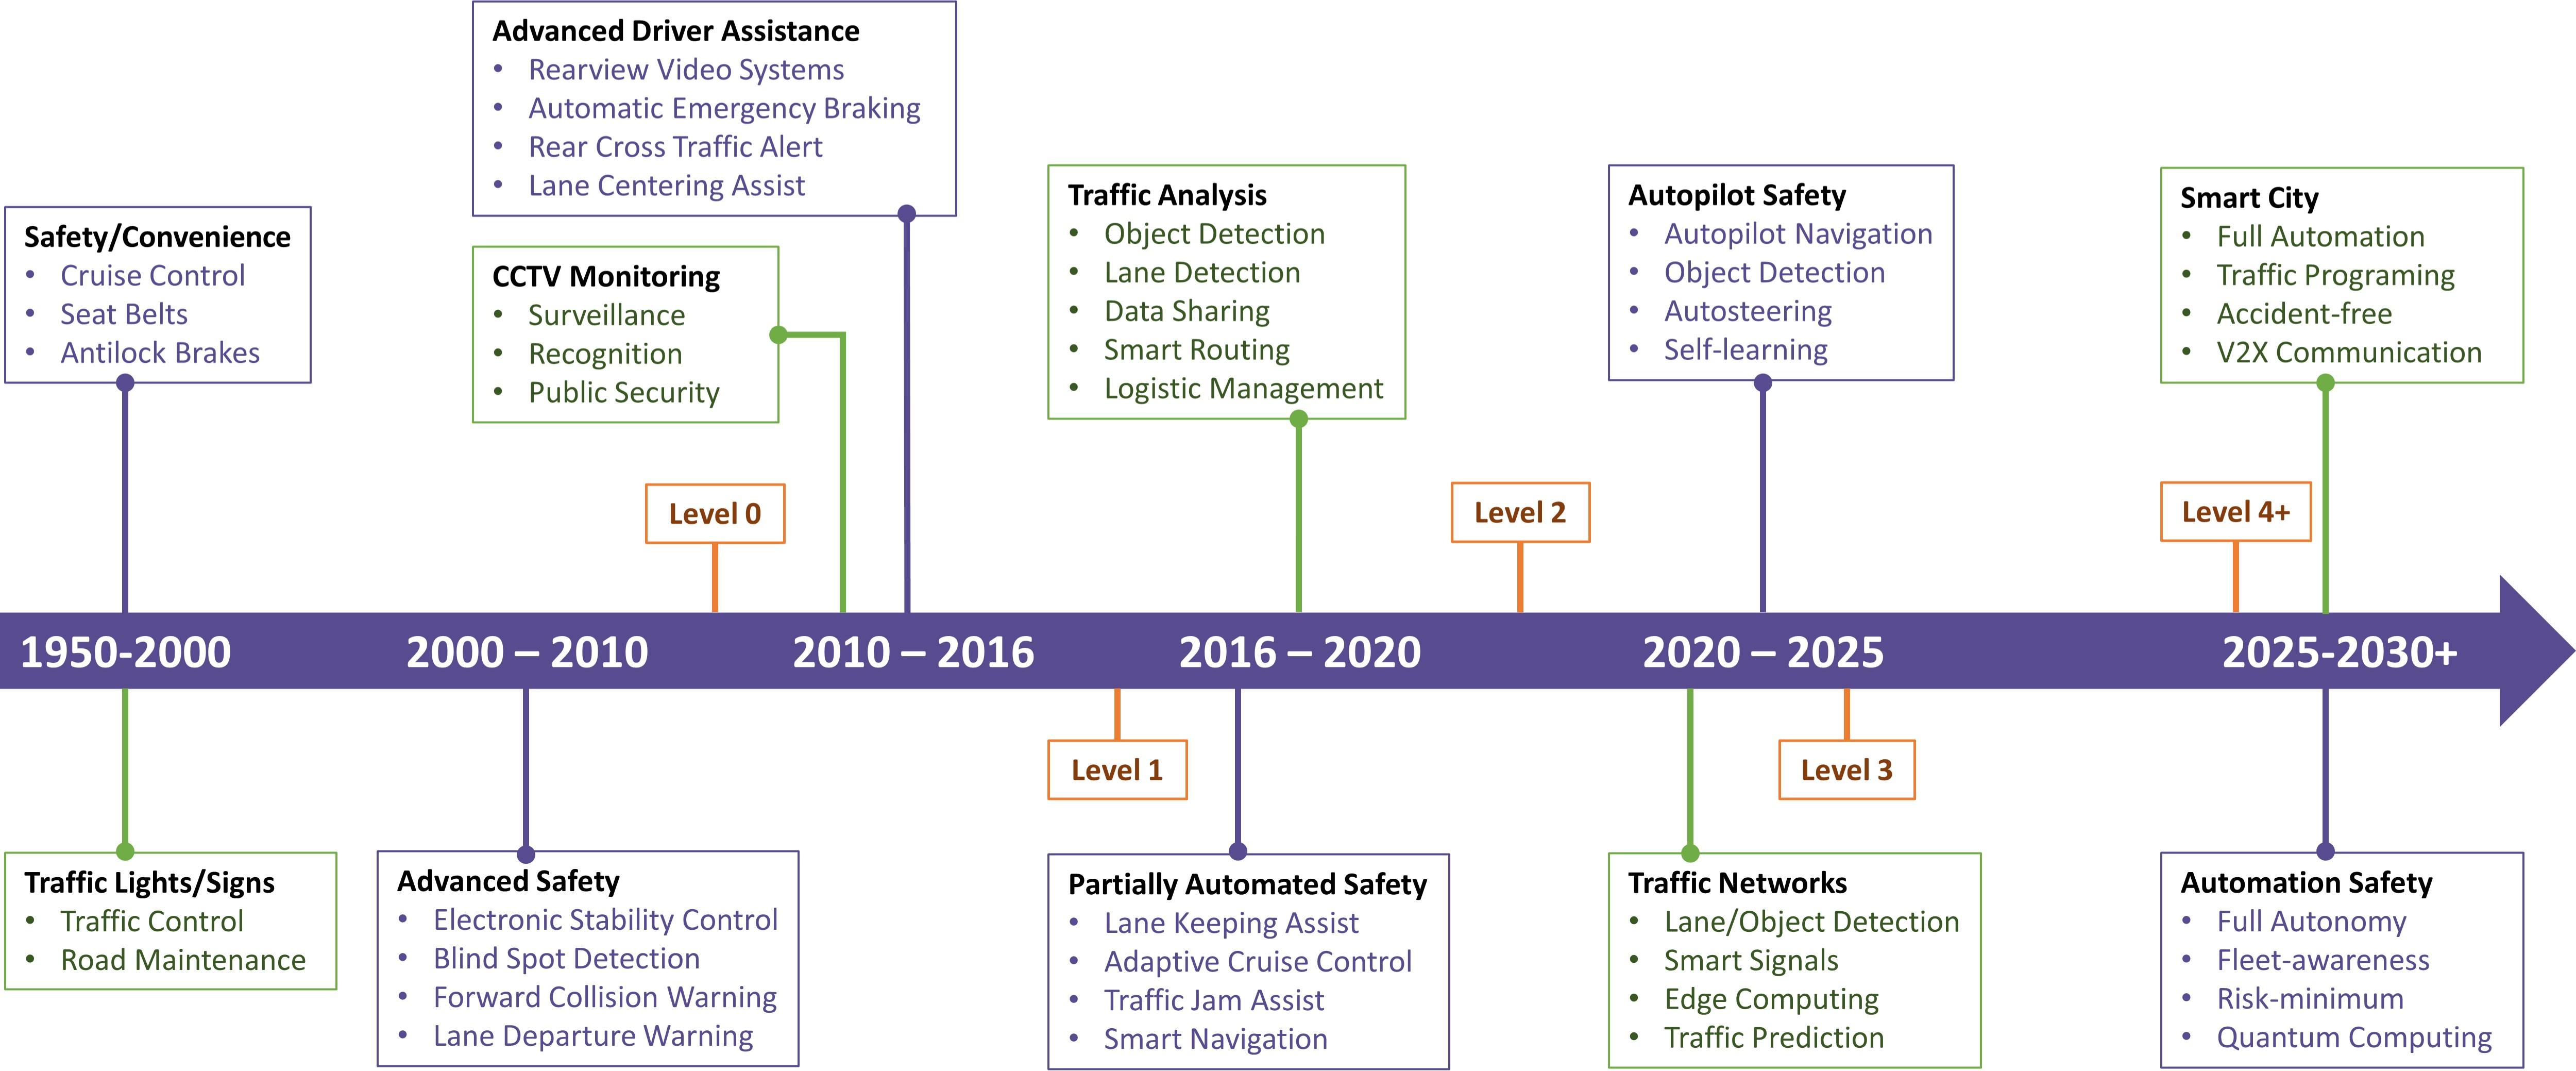 Advanced Driver Assistance
• Rearview Video Systems
• Automatic Emergency Braking
• Rear Cross Traffic Alert
• Lane Centering Assist
Safety/Convenience
• Cruise Control
• Seat Belts
• Antilock Brakes
CCTV Monitoring
• Surveillance
• Recognition
• Public Security
Traffic Analysis
• Object Detection
• Lane Detection
• Data Sharing
• Smart Routing
• Logistic Management
Autopilot Safety
• Autopilot Navigation
• Object Detection
• Autosteering
• Self-learning
Smart City
• Full Automation
• Traffic Programing
• Accident-free
• V2X Communication
Level 0
Level 2
Level 4+
1950-2000
2000 – 2010
2010 – 2016
2016 – 2020
2020 – 2025
2025-2030+
Level 1
Level 3
Traffic Lights/Signs
• Traffic Control
• Road Maintenance
Advanced Safety
• Electronic Stability Control
• Blind Spot Detection
• Forward Collision Warning
• Lane Departure Warning
Partially Automated Safety
• Lane Keeping Assist
• Adaptive Cruise Control
• Traffic Jam Assist
• Smart Navigation
Traffic Networks
• Lane/Object Detection
• Smart Signals
• Edge Computing
• Traffic Prediction
Automation Safety
• Full Autonomy
• Fleet-awareness
• Risk-minimum
• Quantum Computing